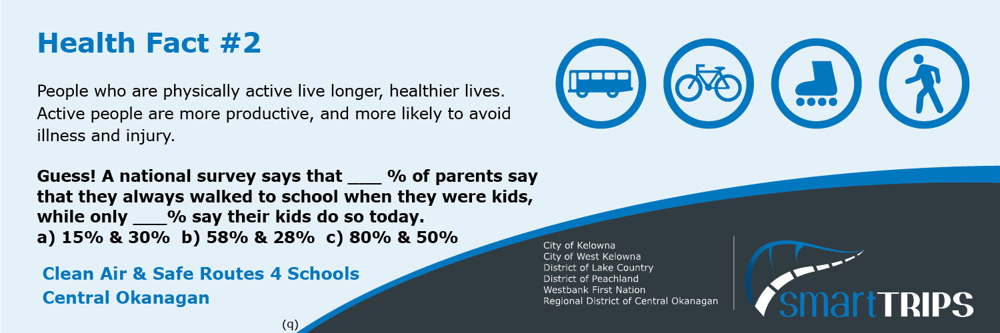 Health Fact #2
People who are physically active live longer, healthier lives.
Active people are more productive, and more likely to avoid
illness and injury.
Guess! A national survey says that ___ % of parents say
that they always walked to school when they were kids,
while only ___% say their kids do so today.
a) 15% & 30%  b) 58% & 28%  c) 80% & 50%
Clean Air & Safe Routes 4 Schools
Central Okanagan
(q)
City of Kelowna
City of West Kelowna
District of Lake Country
District of Peachland
Westbank First Nation
Regional District of Central Okanagan
smartTRIPS